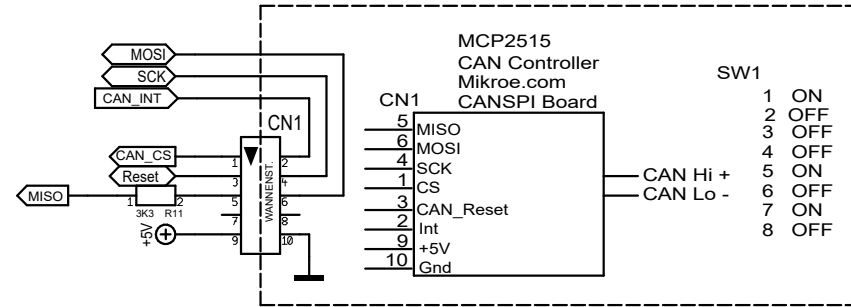 MOSI
SCK
CAN_INT
CAN_CS
Reset
MISO
1 2
3K3 R11
+5V
CN1
WANNENST.
1 2
3 4
5 6
7 8
9 10
MCP2515
CAN Controller
Mikroe.com
CANSPI Board
CN1
5 MISO
6 MOSI
4 SCK
1 CS
3 CAN_Reset
2 Int
9 +5V
10 Gnd
CAN Hi +
CAN Lo -
SW1
1 ON
2 OFF
3 OFF
4 OFF
5 ON
6 OFF
7 ON
8 OFF